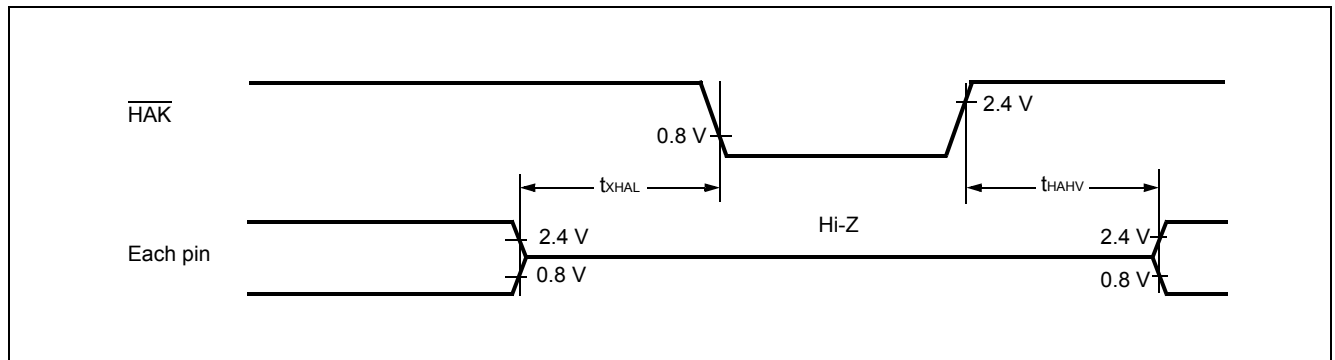 HAK
2.4 V
0.8 V
tXHAL
tHAHV
Hi-Z
Each pin
2.4 V
2.4 V
0.8 V
0.8 V